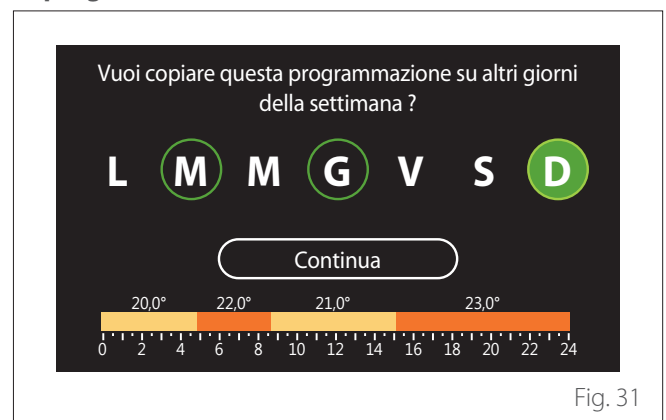 Vuoi copiare questa programmazione su altri giorni
della settimana ?
L M M G V S D
Continua
20,0° 22,0° 21,0° 23,0°
0 2 4 6 8 10 12 14 16 18 20 22 24
Fig. 31